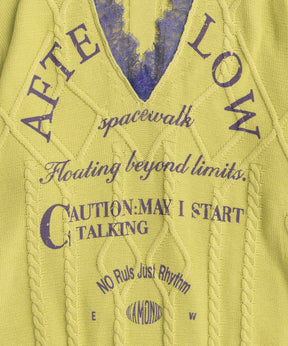 AFTE LOW
spacewalk
Floating beyond limits.
CAUTION:MAY I START
TALKING
NO Ruls Just Rhythm
E W